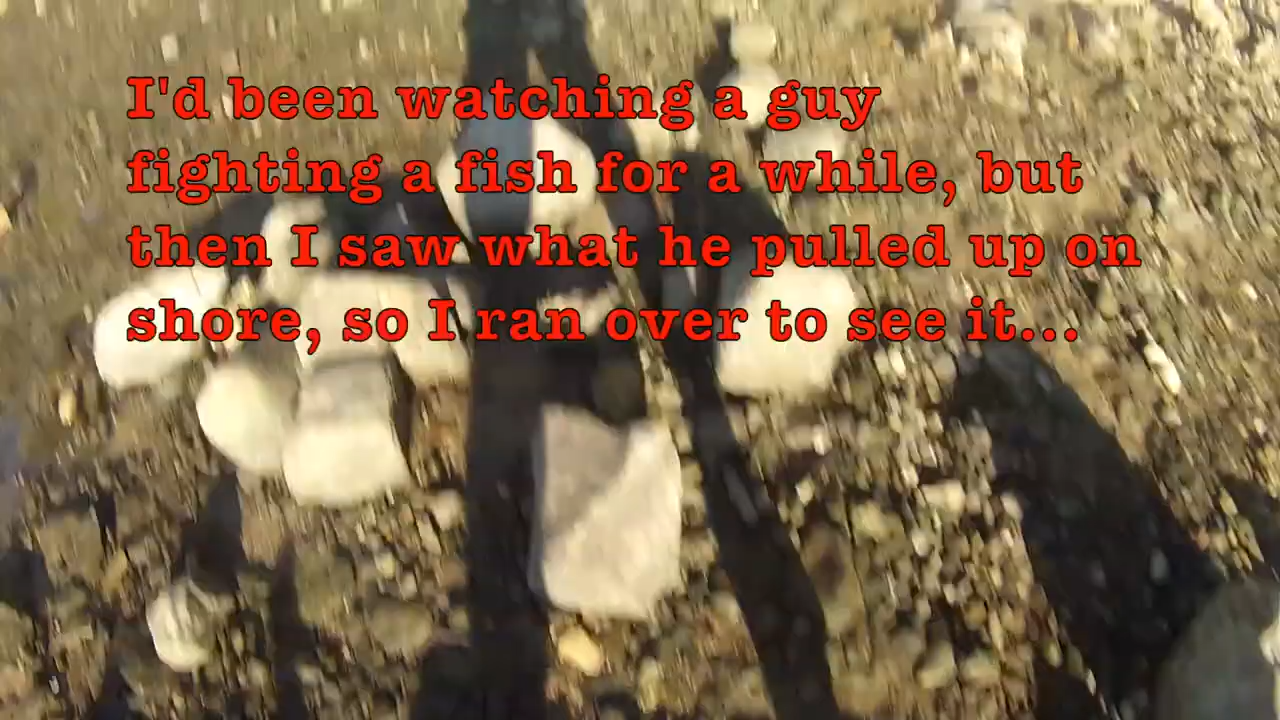 I'd been watching a guy
fighting a fish for a while, but
then I saw what he pulled up on
shore, so I ran over to see it...